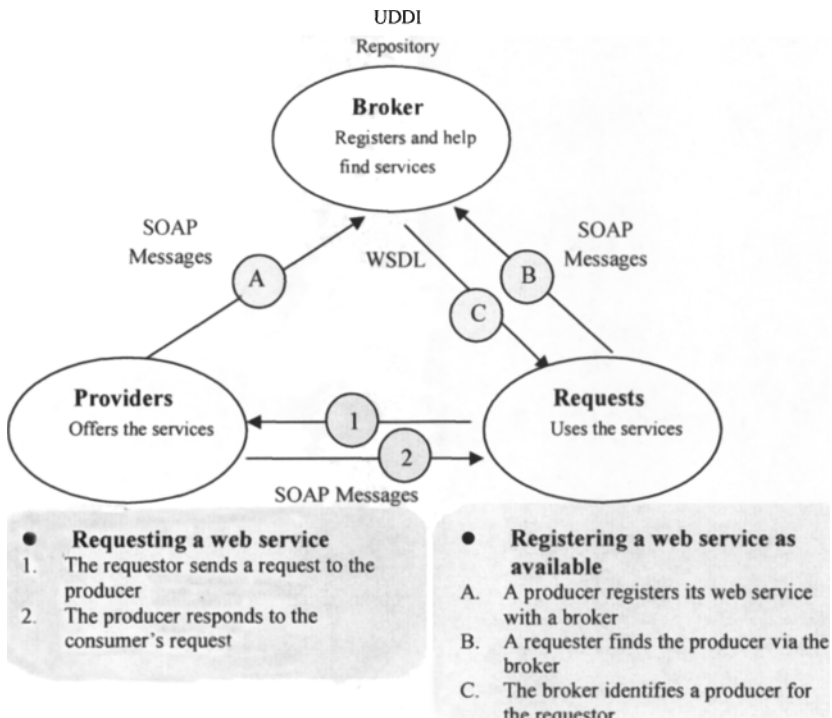 UDDI
Repository
Broker
Registers and help
find services
SOAP
Messages
A
WSDL
SOAP
Messages
B
C
Providers
Offers the services
Requests
Uses the services
1
2
SOAP Messages
● Requesting a web service
1. The requestor sends a request to the
producer
2. The producer responds to the
consumer's request
● Registering a web service as
available
A. A producer registers its web service
with a broker
B. A requester finds the producer via the
broker
C. The broker identifies a producer for
the requestor